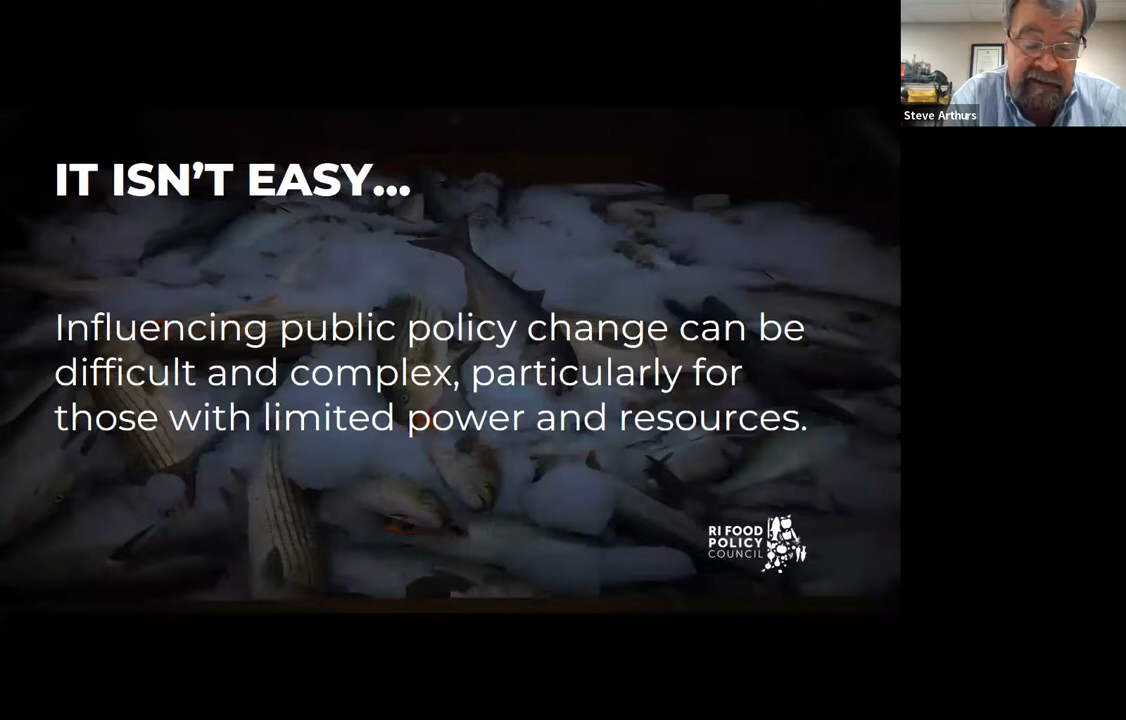 Steve Arthurs
IT ISN’T EASY...
Influencing public policy change can be
difficult and complex, particularly for
those with limited power and resources.
RI FOOD
POLICY
COUNCIL